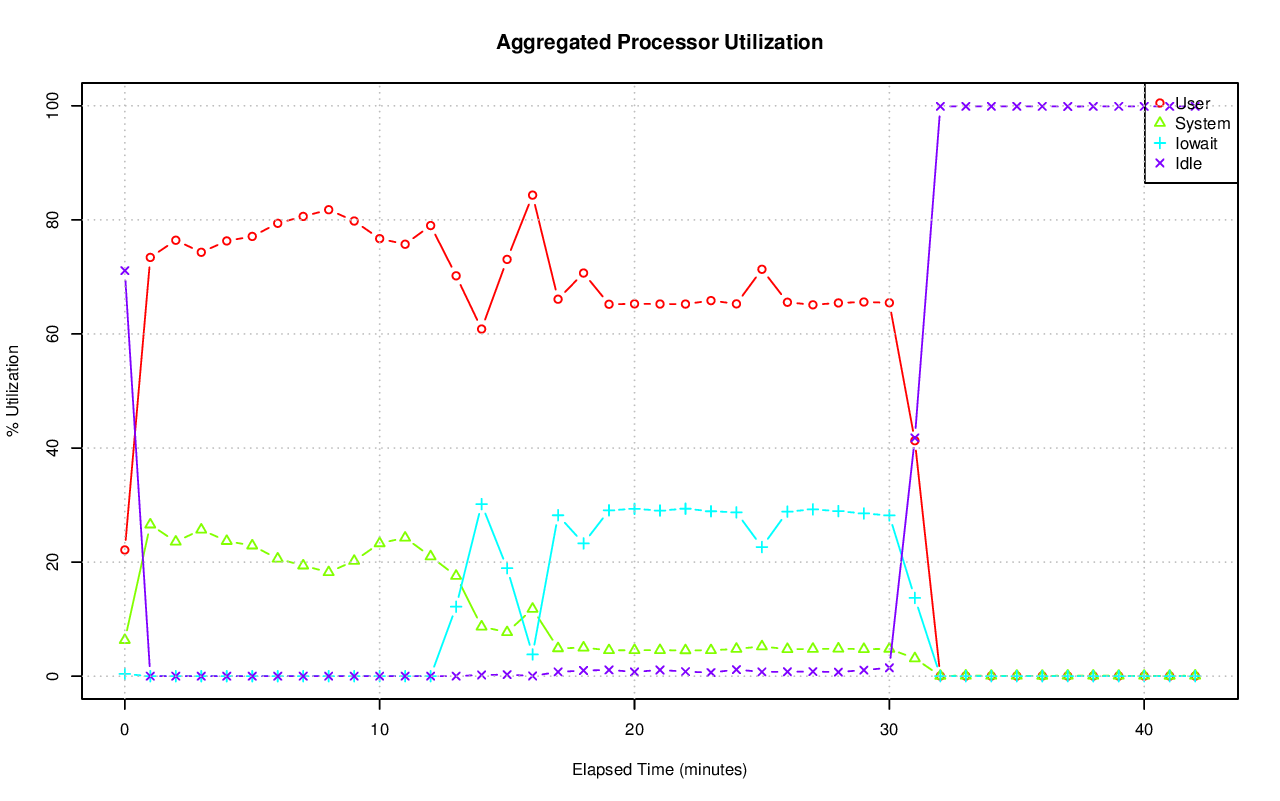 Aggregated Processor Utilization
% Utilization
100
80
60
40
20
0
User
System
Iowait
Idle
0 10 20 30 40
Elapsed Time (minutes)